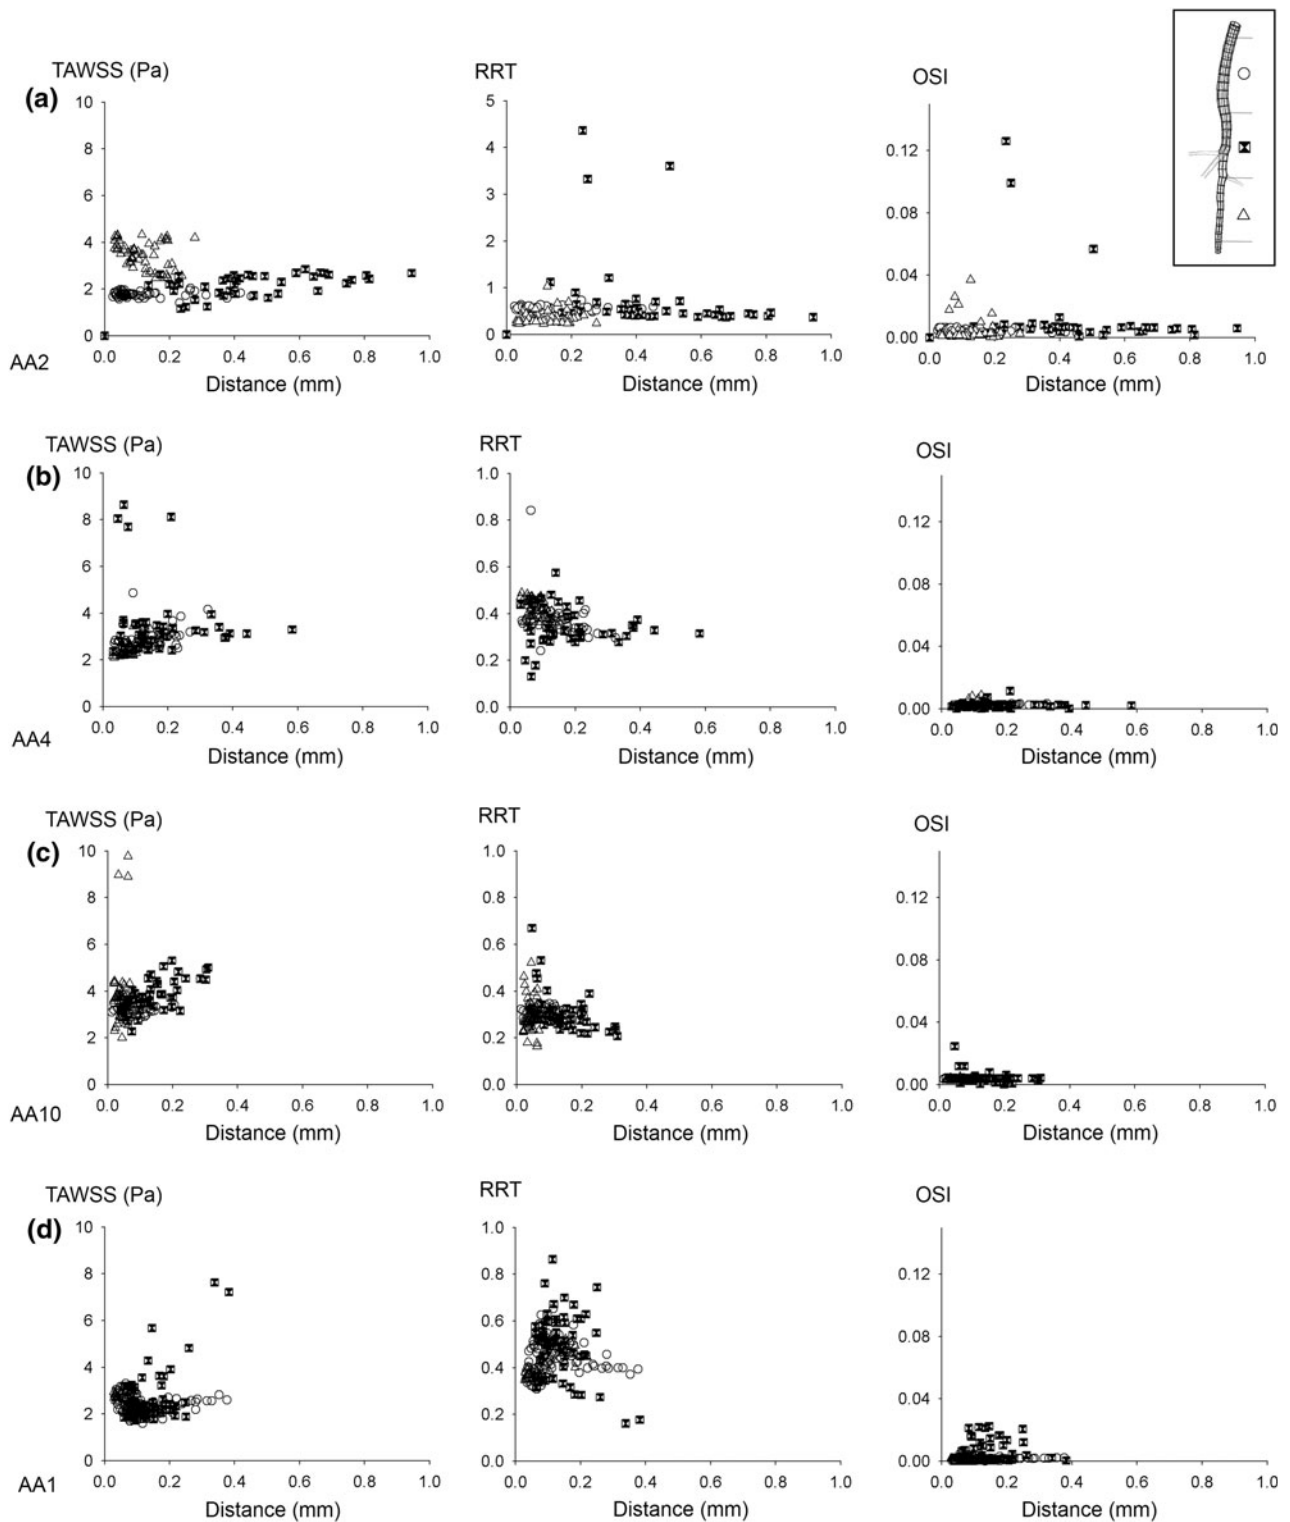 TAWSS (Pa) RRT OSI
(a)
10 8 6 4 2 0
5 4 3 2 1 0
0.12 0.08 0.04 0.00
0.0 0.2 0.4 0.6 0.8 1.0 0.0 0.2 0.4 0.6 0.8 1.0 0.0 0.2 0.4 0.6 0.8 1.0
AA2 Distance (mm) Distance (mm) Distance (mm)
TAWSS (Pa) RRT OSI
(b)
10 8 6 4 2 0
1.0 0.8 0.6 0.4 0.2 0.0
0.12 0.08 0.04 0.00
0.0 0.2 0.4 0.6 0.8 1.0 0.0 0.2 0.4 0.6 0.8 1.0 0.0 0.2 0.4 0.6 0.8 1.0
AA4 Distance (mm) Distance (mm) Distance (mm)
TAWSS (Pa) RRT OSI
(c)
10 8 6 4 2 0
1.0 0.8 0.6 0.4 0.2 0.0
0.12 0.08 0.04 0.00
0.0 0.2 0.4 0.6 0.8 1.0 0.0 0.2 0.4 0.6 0.8 1.0 0.0 0.2 0.4 0.6 0.8 1.0
AA10 Distance (mm) Distance (mm) Distance (mm)
TAWSS (Pa) RRT OSI
(d)
10 8 6 4 2 0
1.0 0.8 0.6 0.4 0.2 0.0
0.12 0.08 0.04 0.00
0.0 0.2 0.4 0.6 0.8 1.0 0.0 0.2 0.4 0.6 0.8 1.0 0.0 0.2 0.4 0.6 0.8 1.0
AA1 Distance (mm) Distance (mm) Distance (mm)